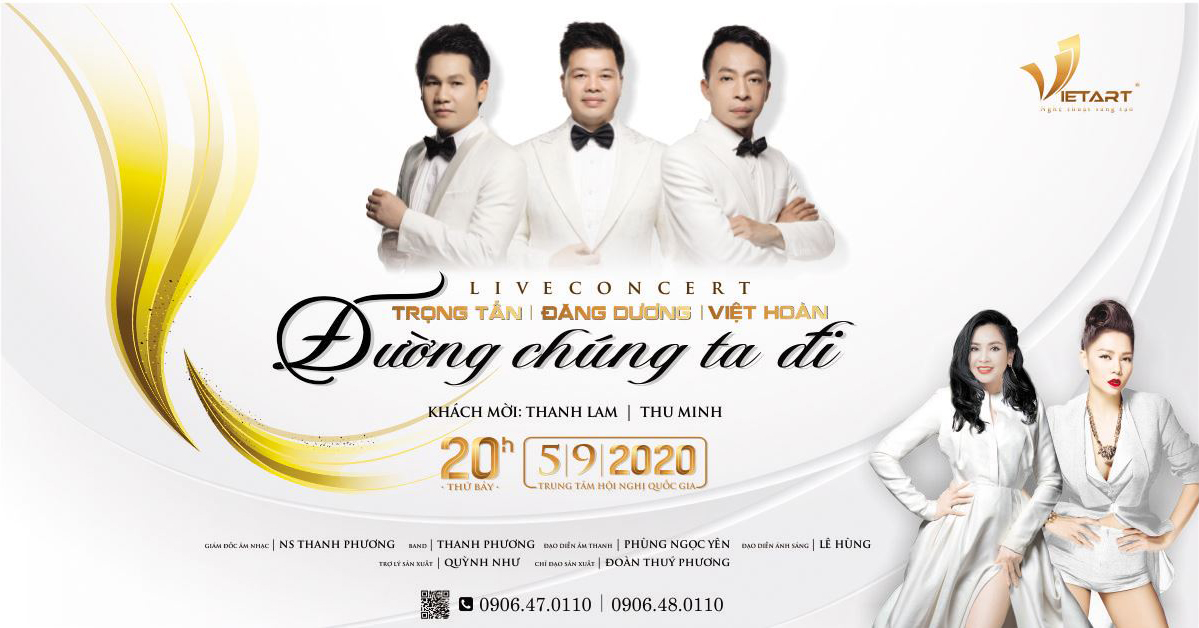 VIETART®
Nghệ thuật sáng tạo
LIVECONCERT
TRỌNG TẤN | ĐĂNG DƯƠNG | VIỆT HOÀN
Đường chúng ta đi
KHÁCH MỜI: THANH LAM | THU MINH
20h 5|9|2020
·THỨ BẢY· TRUNG TÂM HỘI NGHỊ QUỐC GIA
GIÁM ĐỐC ÂM NHẠC | NS THANH PHƯƠNG BAND | THANH PHƯƠNG ĐẠO DIỄN ÂM THANH | PHÙNG NGỌC YÊN ĐẠO DIỄN ÁNH SÁNG | LÊ HÙNG
TRỢ LÝ SẢN XUẤT | QUỲNH NHƯ CHỈ ĐẠO SẢN XUẤT | ĐOÀN THUÝ PHƯƠNG
0906.47.0110 | 0906.48.0110